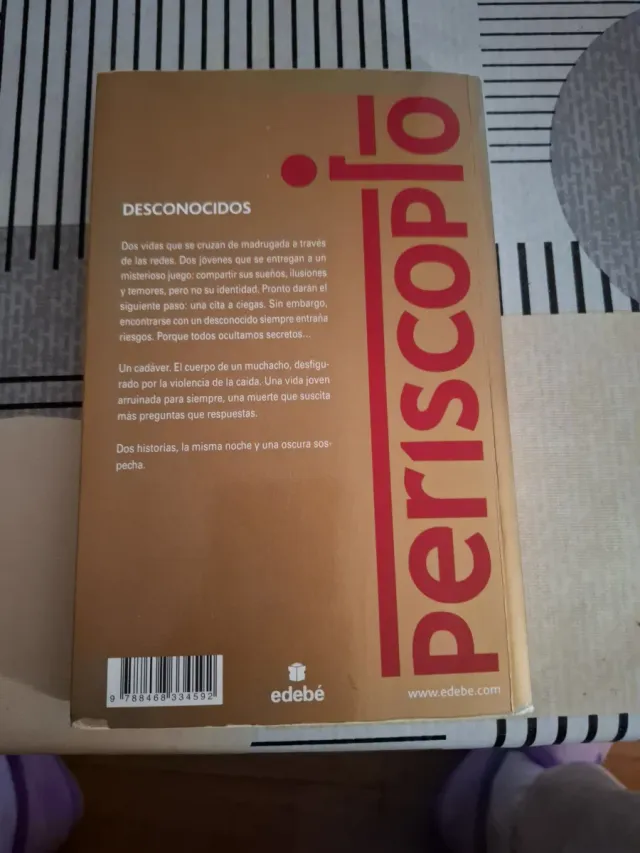 DESCONOCIDOS
Dos vidas que se cruzan de madrugada a través
de las redes. Dos jóvenes que se entregan a un
misterioso juego: compartir sus sueños, ilusiones
y temores, pero no su identidad. Pronto darán el
siguiente paso: una cita a ciegas. Sin embargo,
encontrarse con un desconocido siempre entraña
riesgos. Porque todos ocultamos secretos...
Un cadáver. El cuerpo de un muchacho, desfigu-
rado por la violencia de la caída. Una vida joven
arruinada para siempre, una muerte que suscita
más preguntas que respuestas.
Dos historias, la misma noche y una oscura sos-
pecha.
periscopio
9 788468 334592
edebé
www.edebe.com